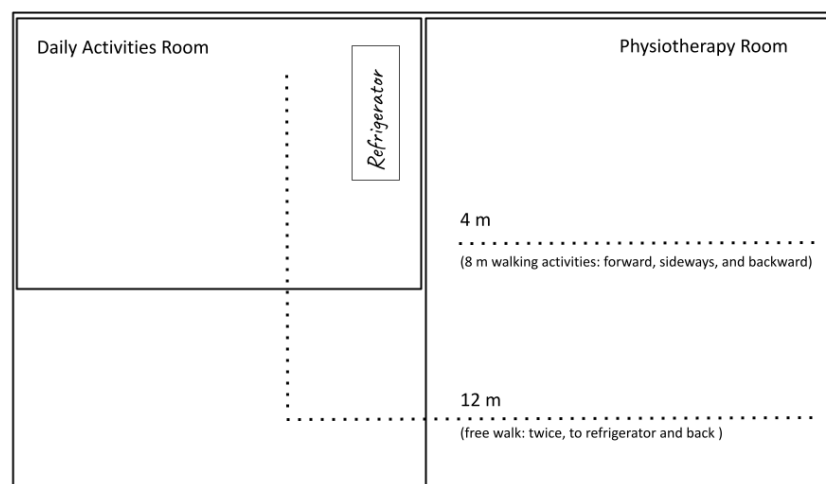 Daily Activities Room
Physiotherapy Room
Refrigerator
4 m
(8 m walking activities: forward, sideways, and backward)
12 m
(free walk: twice, to refrigerator and back )